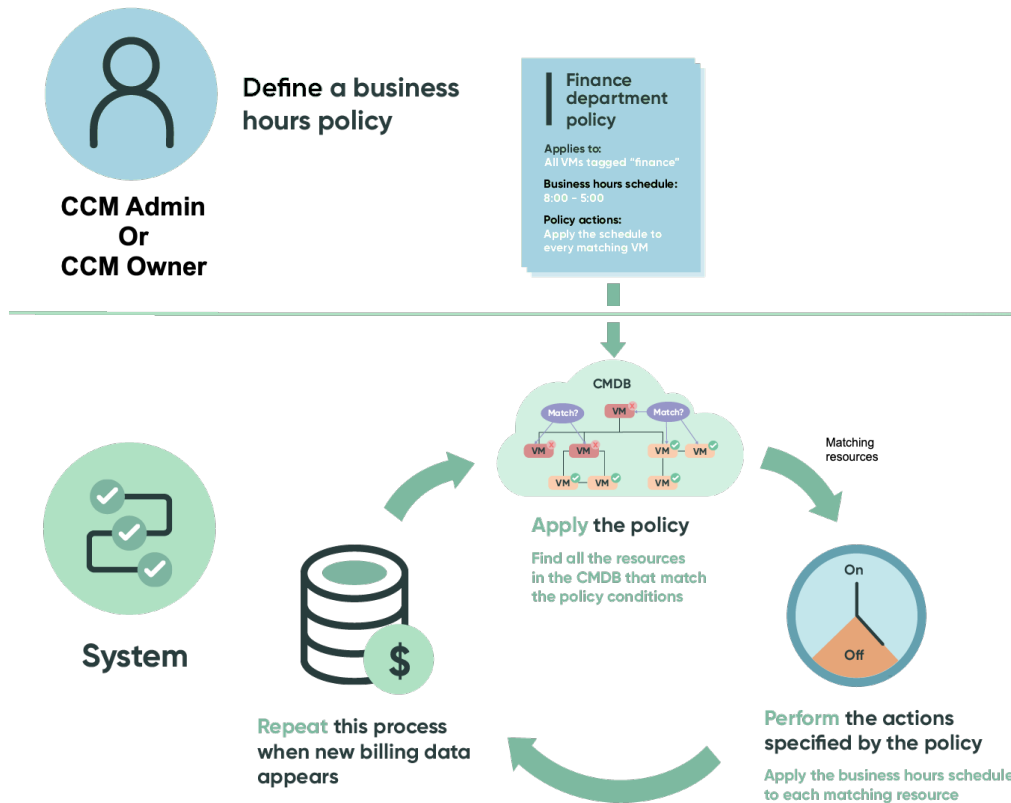 Define a business
hours policy
CCM Admin
Or
CCM Owner
Finance
department
policy
Applies to:
All VMs tagged "finance"
Business hours schedule:
8:00 - 5:00
Policy actions:
Apply the schedule to
every matching VM
CMDB
Match?
VM
Match?
VM
VM
VM
VM
VM
VM
VM
Matching
resources
Apply the policy
Find all the resources
in the CMDB that match
the policy conditions
On
Off
System
$
Repeat this process
when new billing data
appears
Perform the actions
specified by the policy
Apply the business hours schedule
to each matching resource